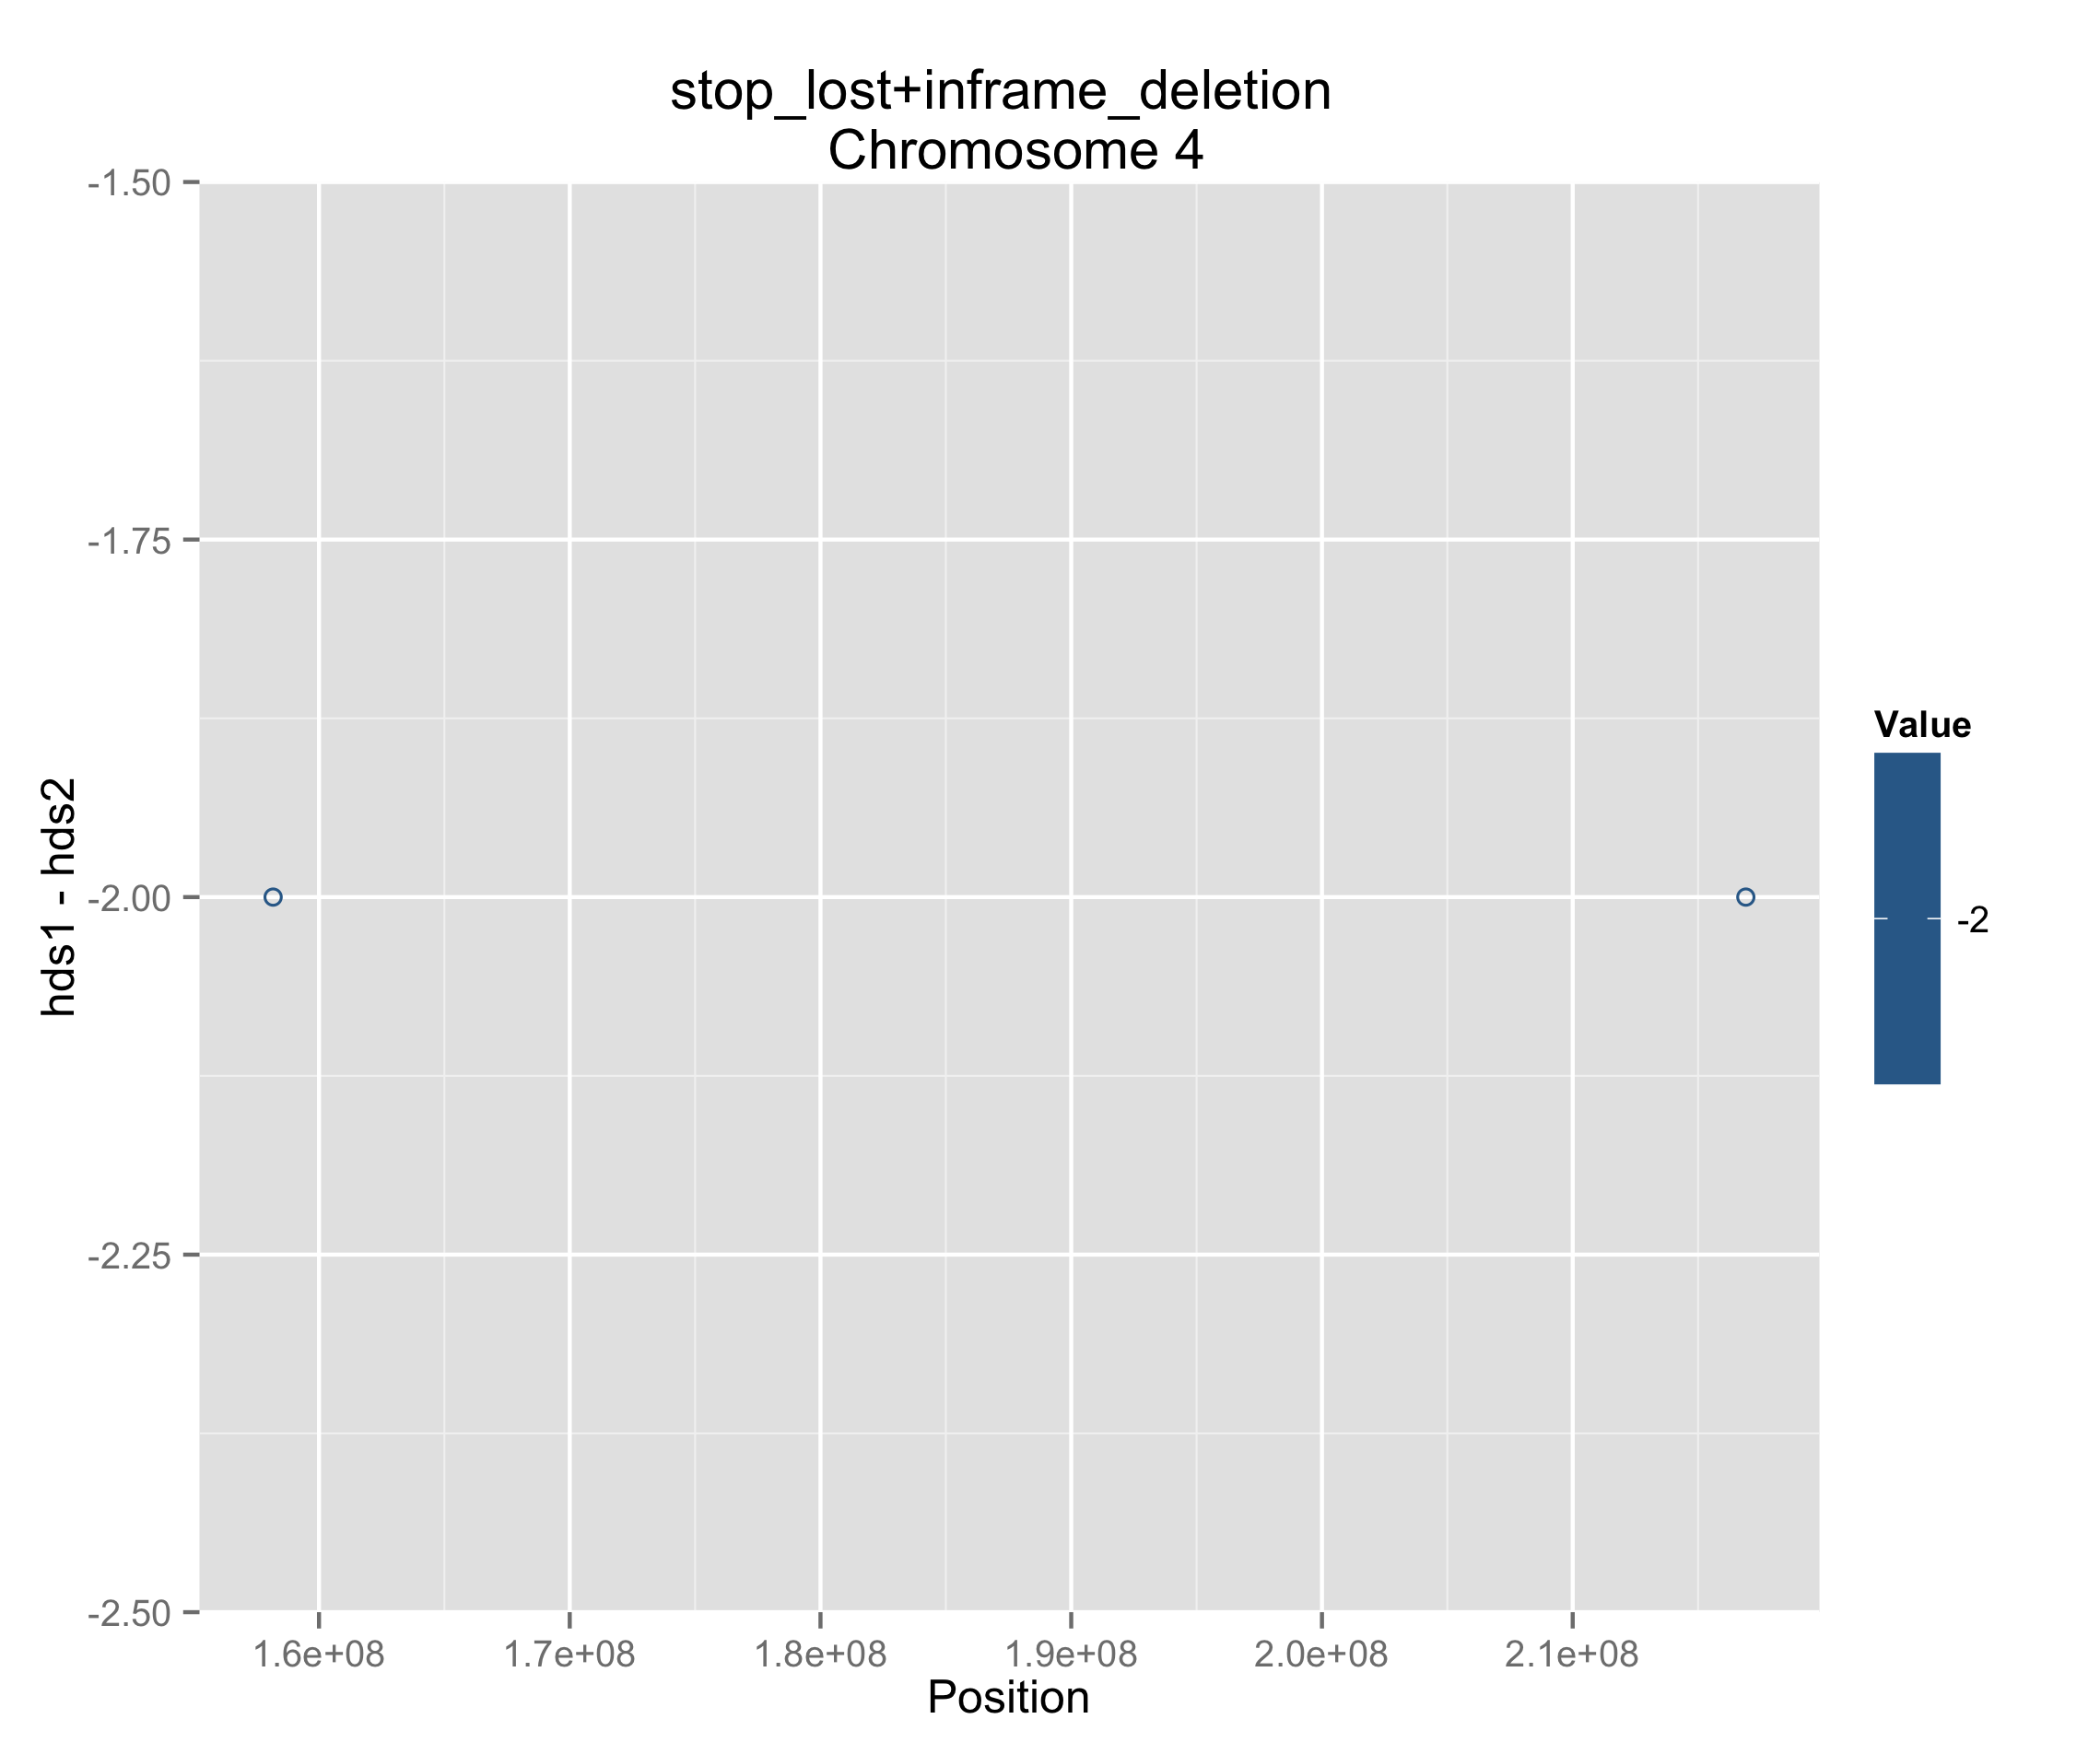 stop_lost+inframe_deletion
Chromosome 4
-1.50
-1.75
-2.00
-2.25
-2.50
hds1 - hds2
1.6e+08 1.7e+08 1.8e+08 1.9e+08 2.0e+08 2.1e+08
Position
Value
-2